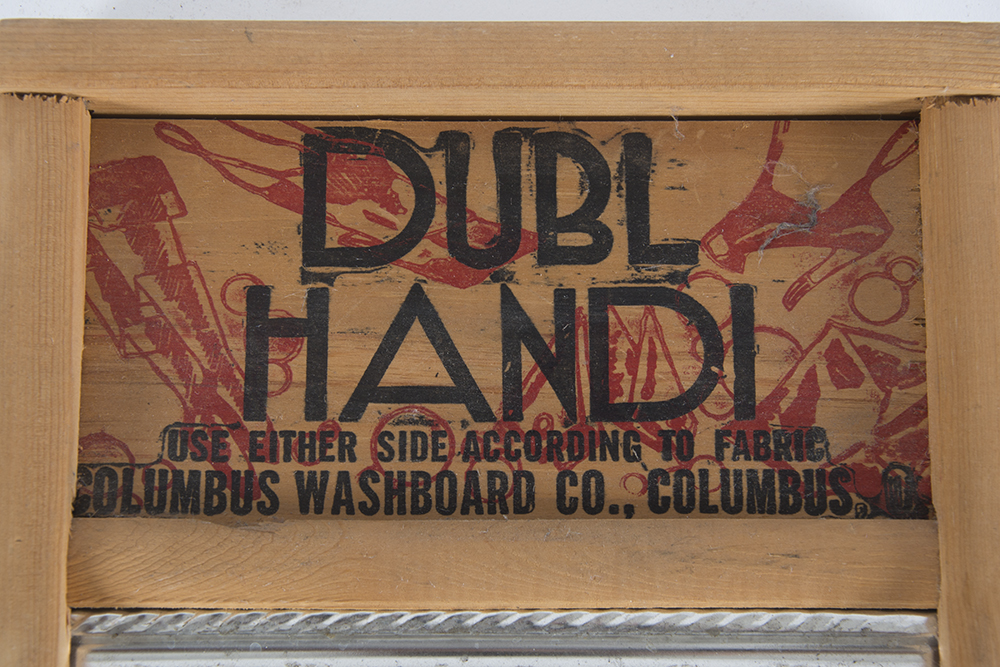 DUBL
HANDI
USE EITHER SIDE ACCORDING TO FABRIC
COLUMBUS WASHBOARD CO., COLUMBUS,